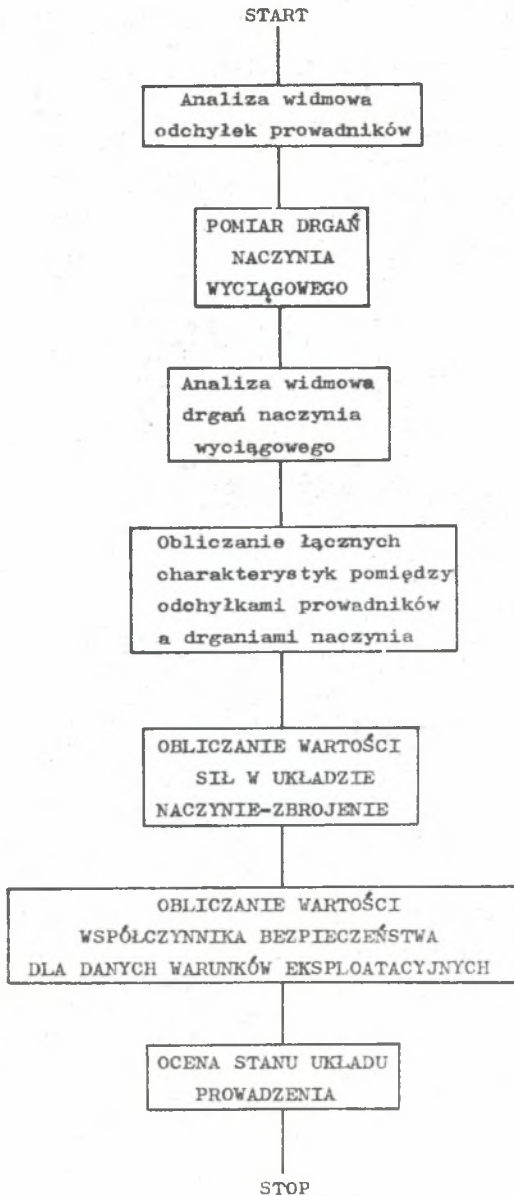 START
Analiza widmowa
odchyłek prowadników
POMIAR DRGAŃ
NACZYNIA
WYCIĄGOWEGO
Analiza widmowa
drgań naczynia
wyciągowego
Obliczanie łącznych
charakterystyk pomiędzy
odchyłkami prowadników
a drganiami naczynia
OBLICZANIE WARTOŚCI
SIŁ W UKŁADZIE
NACZYNIE-ZBROJENIE
OBLICZANIE WARTOŚCI
WSPÓŁCZYNNIKA BEZPIECZEŃSTWA
DLA DANYCH WARUNKÓW EKSPLOATACYJNYCH
OCENA STANU UKŁADU
PROWADZENIA
STOP